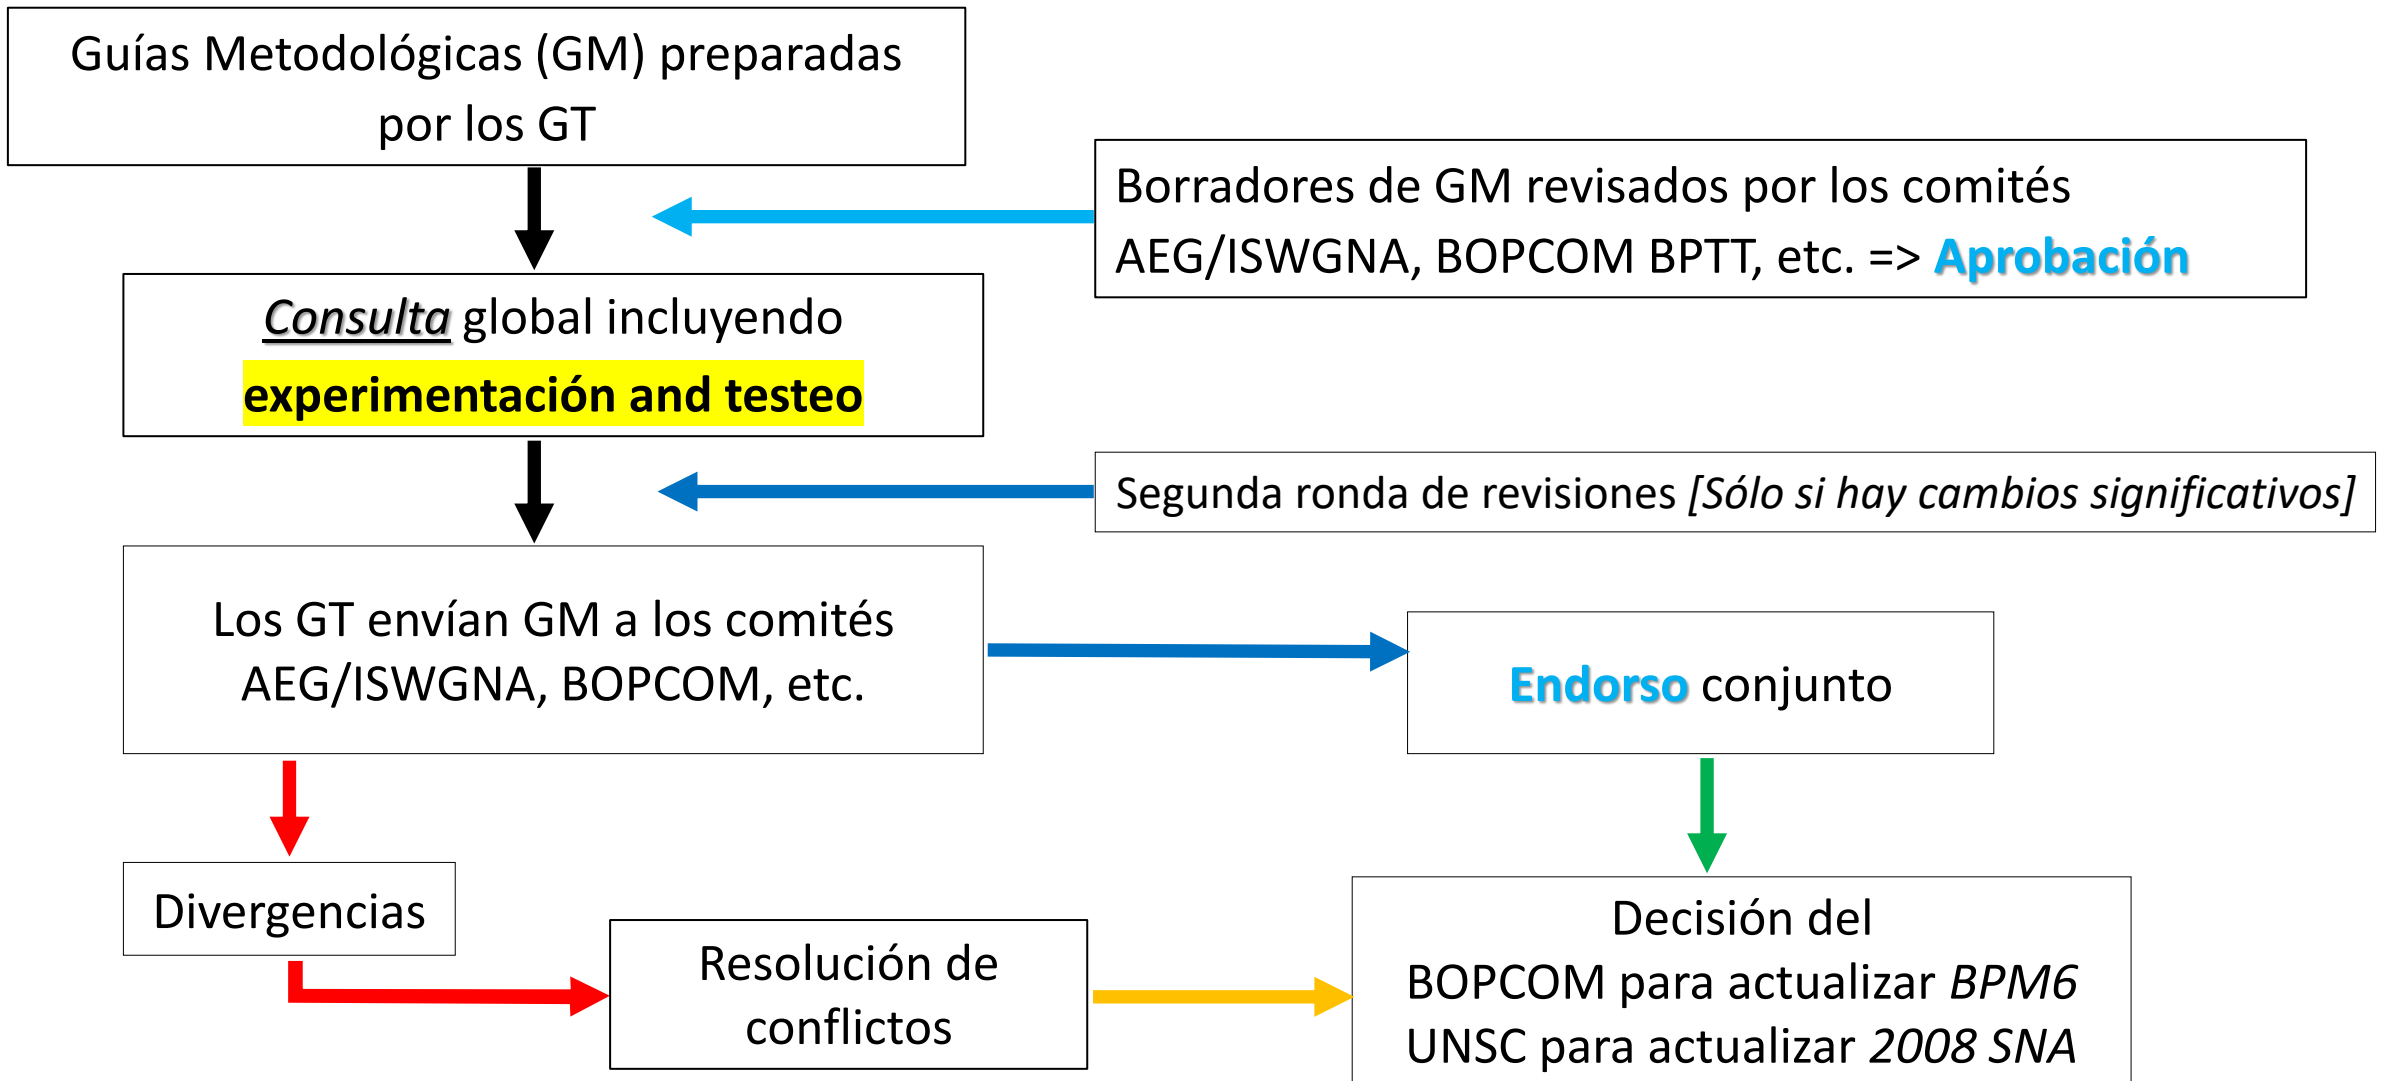 Guías Metodológicas (GM) preparadas
por los GT
Borradores de GM revisados por los comités
AEG/ISWGNA, BOPCOM BPTT, etc. => Aprobación
Consulta global incluyendo
experimentación and testeo
Segunda ronda de revisiones [Sólo si hay cambios significativos]
Los GT envían GM a los comités
AEG/ISWGNA, BOPCOM, etc.
Endorso conjunto
Divergencias
Resolución de
conflictos
Decisión del
BOPCOM para actualizar BPM6
UNSC para actualizar 2008 SNA